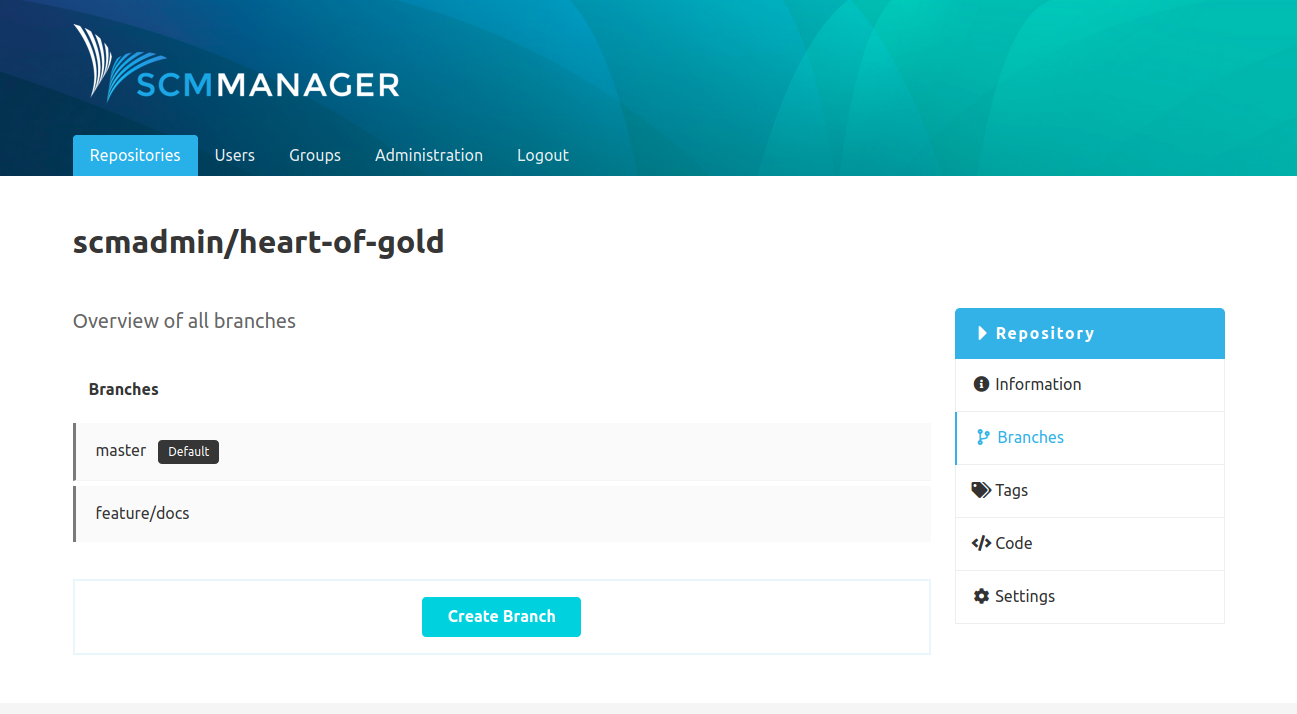 SCMMANAGER
Repositories Users Groups Administration Logout
scmadmin/heart-of-gold
Overview of all branches
Branches
master Default
feature/docs
Create Branch
Repository
Information
Branches
Tags
Code
Settings